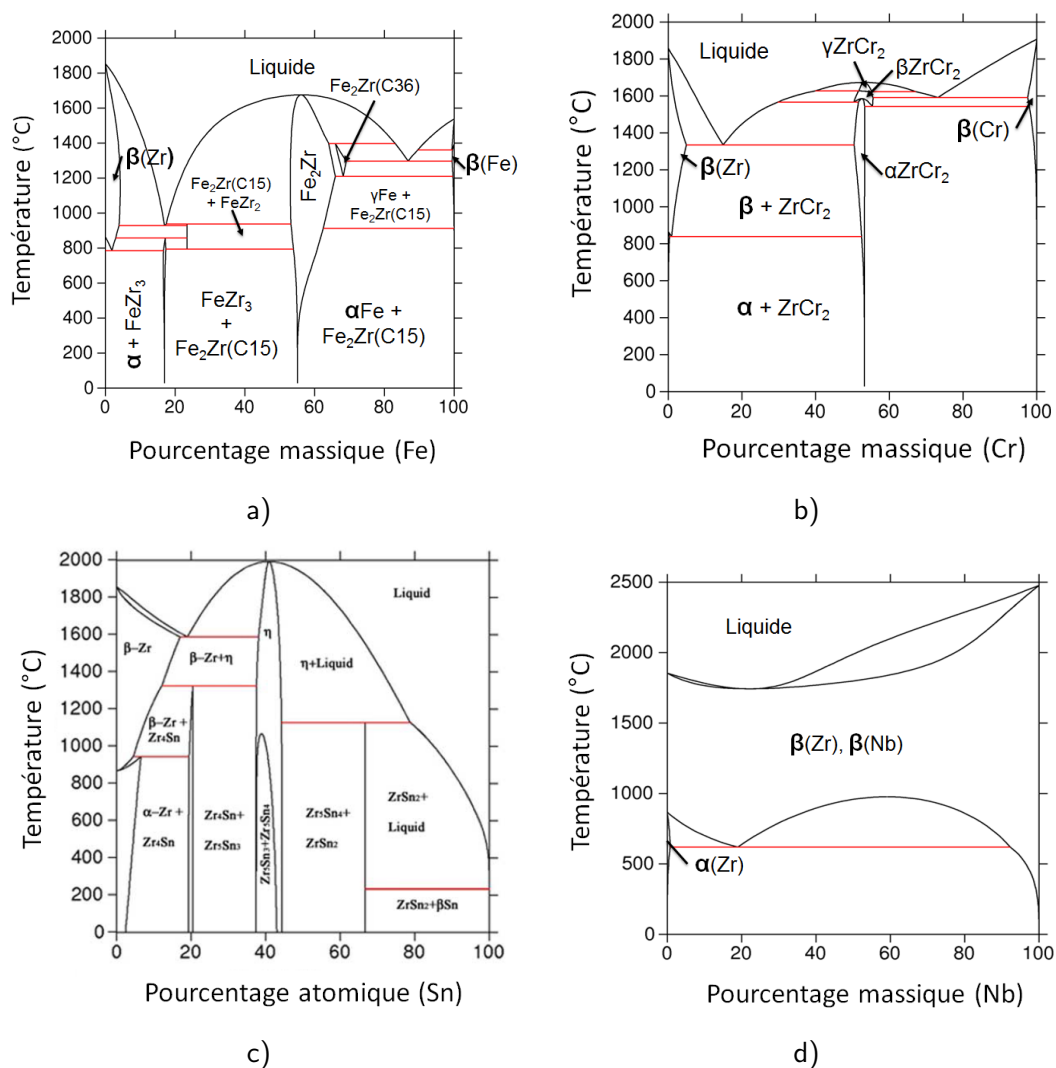 2000
1800
1600
1400
1200
1000
800
600
400
200
0
Température (°C)
Liquide
Fe₂Zr(C36)
β(Zr)
Fe₂Zr
β(Fe)
Fe₂Zr(C15)
+ FeZr₂
γFe +
Fe₂Zr(C15)
α + FeZr₃
FeZr₃
+
Fe₂Zr(C15)
αFe +
Fe₂Zr(C15)
0 20 40 60 80 100
Pourcentage massique (Fe)
a)
2000
1800
1600
1400
1200
1000
800
600
400
200
0
Température (°C)
Liquide
γZrCr₂
βZrCr₂
β(Cr)
β(Zr)
αZrCr₂
β + ZrCr₂
α + ZrCr₂
0 20 40 60 80 100
Pourcentage massique (Cr)
b)
2000
1800
1600
1400
1200
1000
800
600
400
200
0
Température (°C)
Liquid
β–Zr
η
β–Zr+η
η+Liquid
β–Zr +
Zr₄Sn
α–Zr +
Zr₄Sn
Zr₄Sn+
Zr₅Sn₃
Zr₅Sn₃+Zr₅Sn₄
Zr₅Sn₄+
ZrSn₂
ZrSn₂+
Liquid
ZrSn₂+βSn
0 20 40 60 80 100
Pourcentage atomique (Sn)
c)
2500
2000
1500
1000
500
0
Température (°C)
Liquide
β(Zr), β(Nb)
α(Zr)
0 20 40 60 80 100
Pourcentage massique (Nb)
d)